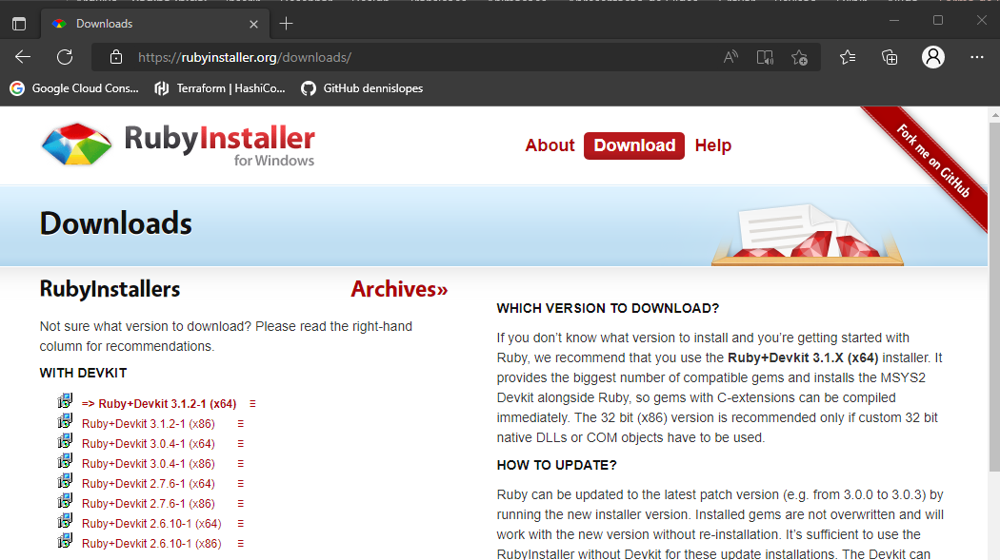 Downloads
https://rubyinstaller.org/downloads/
Google Cloud Cons...
Terraform | HashiCo...
GitHub dennislopes
RubyInstaller
for Windows
About
Download
Help
Fork me on GitHub
Downloads
RubyInstallers
Archives»
Not sure what version to download? Please read the right-hand
column for recommendations.
WITH DEVKIT
=> Ruby+Devkit 3.1.2-1 (x64)
Ruby+Devkit 3.1.2-1 (x86)
Ruby+Devkit 3.0.4-1 (x64)
Ruby+Devkit 3.0.4-1 (x86)
Ruby+Devkit 2.7.6-1 (x64)
Ruby+Devkit 2.7.6-1 (x86)
Ruby+Devkit 2.6.10-1 (x64)
Ruby+Devkit 2.6.10-1 (x86)
WHICH VERSION TO DOWNLOAD?
If you don’t know what version to install and you’re getting started with
Ruby, we recommend that you use the Ruby+Devkit 3.1.X (x64) installer. It
provides the biggest number of compatible gems and installs the MSYS2
Devkit alongside Ruby, so gems with C-extensions can be compiled
immediately. The 32 bit (x86) version is recommended only if custom 32 bit
native DLLs or COM objects have to be used.
HOW TO UPDATE?
Ruby can be updated to the latest patch version (e.g. from 3.0.0 to 3.0.3) by
running the new installer version. Installed gems are not overwritten and will
work with the new version without re-installation. It’s sufficient to use the
RubyInstaller without Devkit for these update installations. The Devkit can